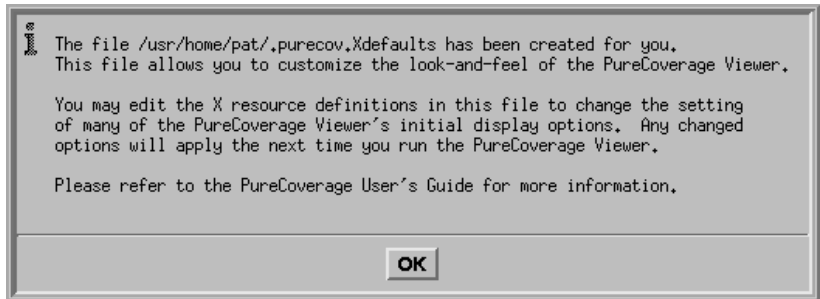 The file /usr/home/pat/.purecov.Xdefaults has been created for you.
This file allows you to customize the look-and-feel of the PureCoverage Viewer.
You may edit the X resource definitions in this file to change the setting
of many of the PureCoverage Viewer's initial display options.  Any changed
options will apply the next time you run the PureCoverage Viewer.
Please refer to the PureCoverage User's Guide for more information.
OK